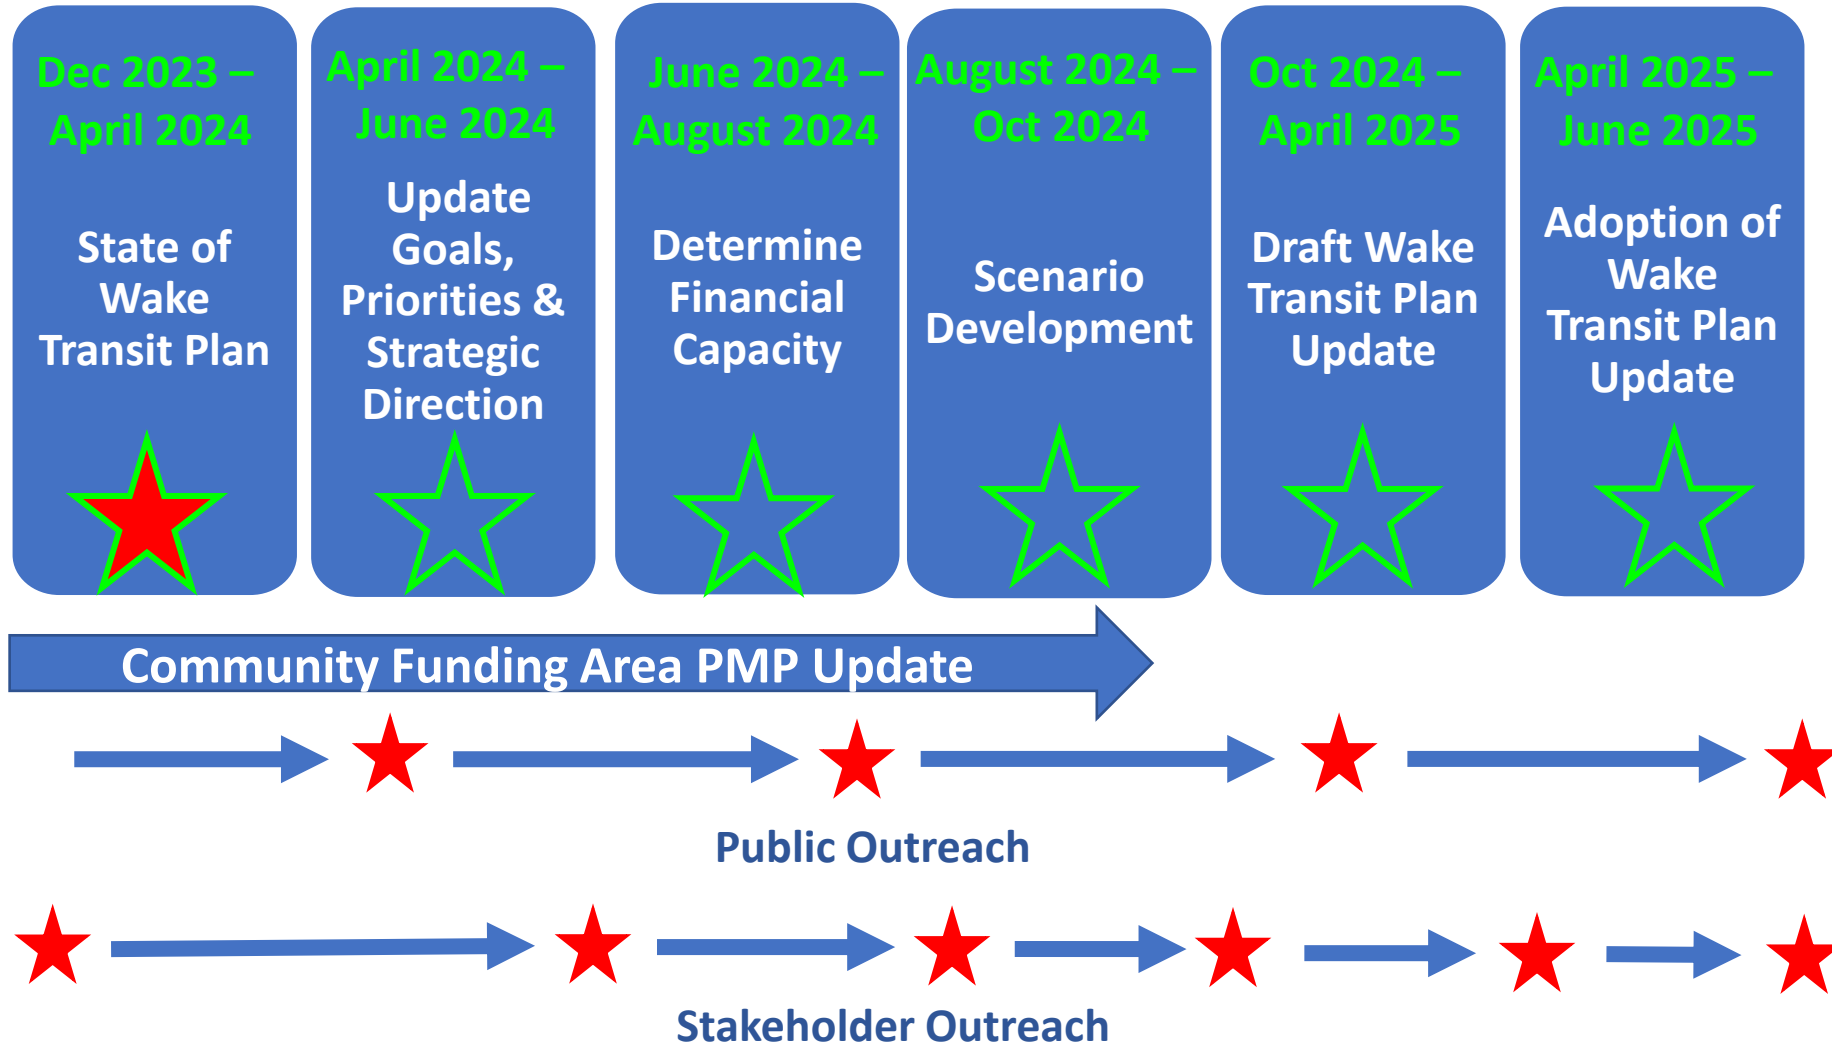 Dec 2023 –
April 2024
State of
Wake
Transit Plan
April 2024 –
June 2024
Update
Goals,
Priorities &
Strategic
Direction
June 2024 –
August 2024
Determine
Financial
Capacity
August 2024 –
Oct 2024
Scenario
Development
Oct 2024 –
April 2025
Draft Wake
Transit Plan
Update
April 2025 –
June 2025
Adoption of
Wake
Transit Plan
Update
Community Funding Area PMP Update
Public Outreach
Stakeholder Outreach